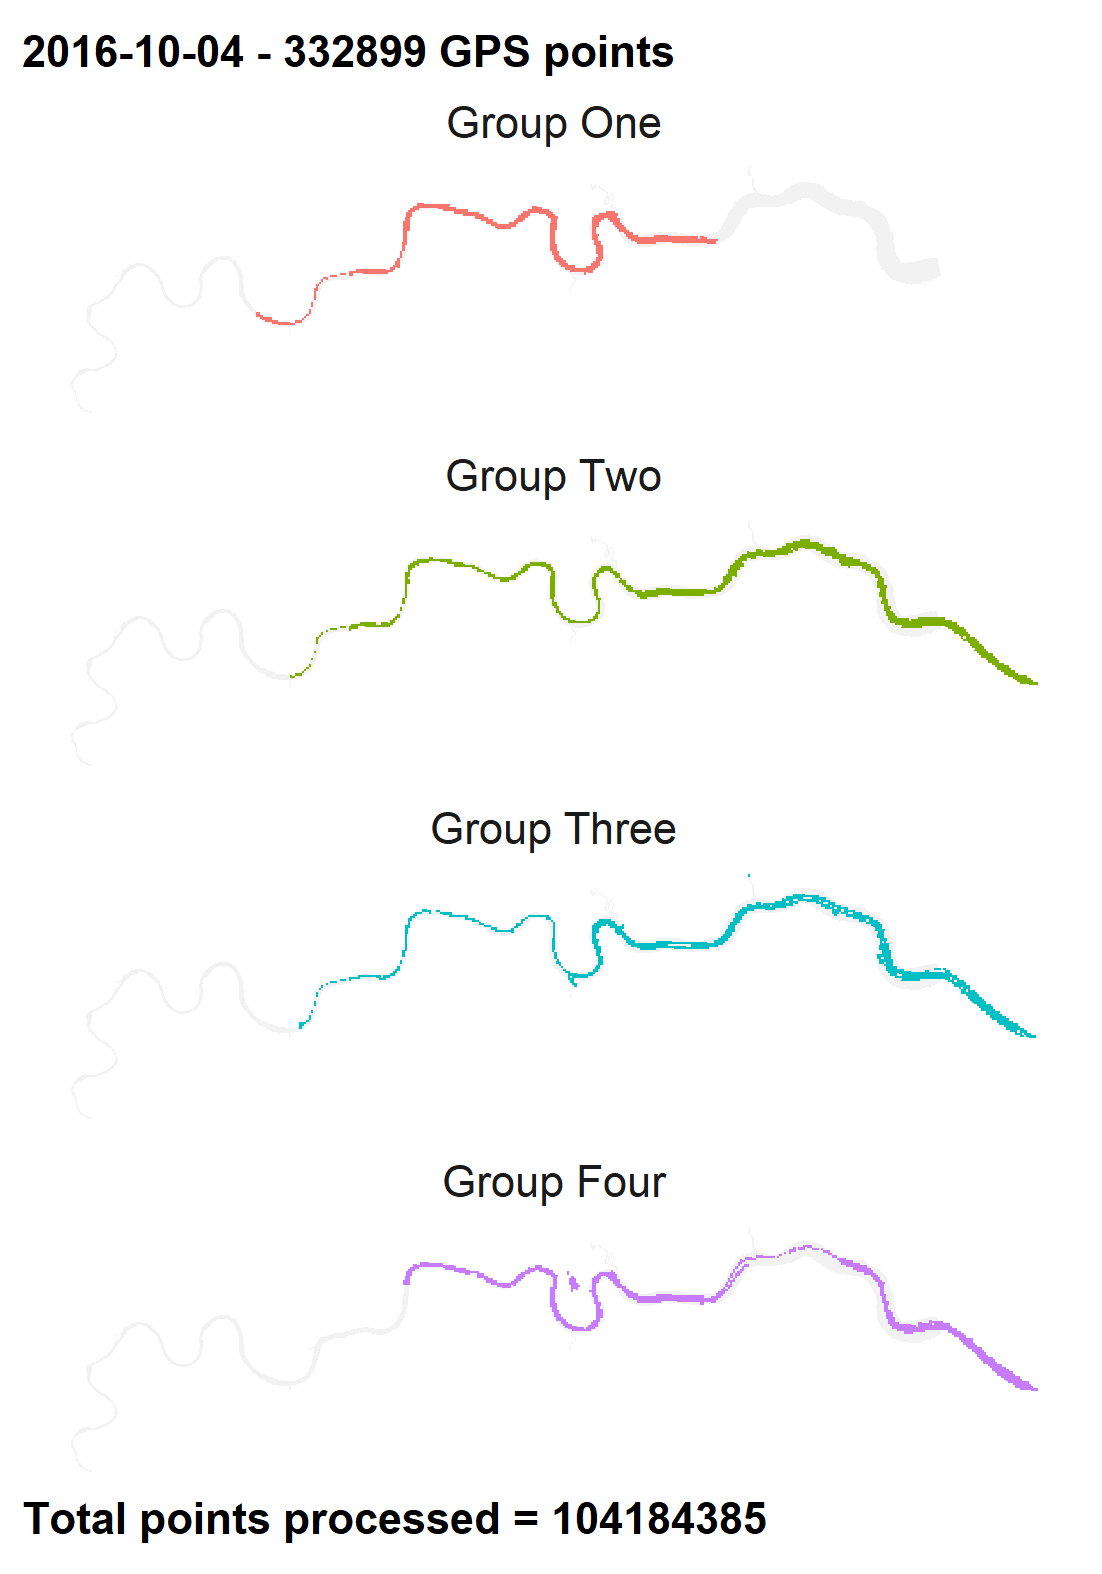 2016-10-04 - 332899 GPS points
Group One
Group Two
Group Three
Group Four
Total points processed = 104184385